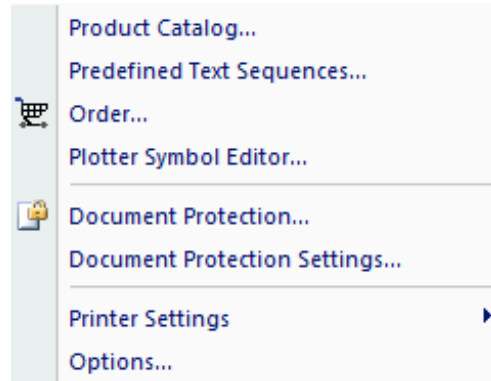 Product Catalog...
Predefined Text Sequences...
Order...
Plotter Symbol Editor...
Document Protection...
Document Protection Settings...
Printer Settings
Options...